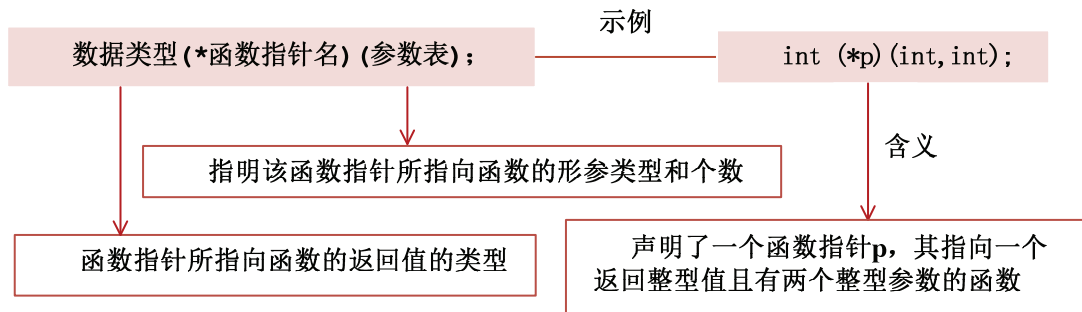 示例
数据类型(*函数指针名)(参数表);
int (*p)(int,int);
指明该函数指针所指向函数的形参类型和个数
含义
函数指针所指向函数的返回值的类型
声明了一个函数指针p，其指向一个
返回整型值且有两个整型参数的函数